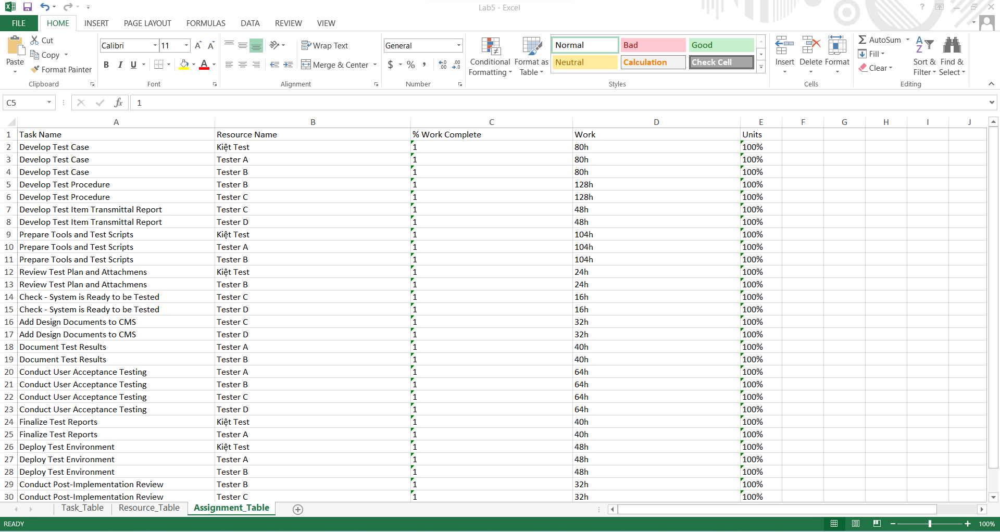 Lab5 - Excel
FILE HOME INSERT PAGE LAYOUT FORMULAS DATA REVIEW VIEW
Paste
Cut
Copy
Format Painter
Clipboard
Calibri 11
B I U
Font
Wrap Text
Merge & Center
Alignment
General
$ % ,
Number
Conditional Formatting
Format as Table
Normal Bad Good
Neutral Calculation Check Cell
Styles
Insert Delete Format
Cells
AutoSum
Fill
Clear
Sort & Filter
Find & Select
Editing
C5 fx 1
A B C D E F G H I J
1 Task Name Resource Name % Work Complete Work Units
2 Develop Test Case Kiệt Test 1 80h 100%
3 Develop Test Case Tester A 1 80h 100%
4 Develop Test Case Tester B 1 80h 100%
5 Develop Test Procedure Tester B 1 128h 100%
6 Develop Test Procedure Tester C 1 128h 100%
7 Develop Test Item Transmittal Report Tester C 1 48h 100%
8 Develop Test Item Transmittal Report Tester D 1 48h 100%
9 Prepare Tools and Test Scripts Kiệt Test 1 104h 100%
10 Prepare Tools and Test Scripts Tester A 1 104h 100%
11 Prepare Tools and Test Scripts Tester B 1 104h 100%
12 Review Test Plan and Attachmens Kiệt Test 1 24h 100%
13 Review Test Plan and Attachmens Tester B 1 24h 100%
14 Check - System is Ready to be Tested Tester C 1 16h 100%
15 Check - System is Ready to be Tested Tester D 1 16h 100%
16 Add Design Documents to CMS Tester C 1 32h 100%
17 Add Design Documents to CMS Tester D 1 32h 100%
18 Document Test Results Tester A 1 40h 100%
19 Document Test Results Tester B 1 40h 100%
20 Conduct User Acceptance Testing Tester A 1 64h 100%
21 Conduct User Acceptance Testing Tester B 1 64h 100%
22 Conduct User Acceptance Testing Tester C 1 64h 100%
23 Conduct User Acceptance Testing Tester D 1 64h 100%
24 Finalize Test Reports Kiệt Test 1 40h 100%
25 Finalize Test Reports Tester A 1 40h 100%
26 Deploy Test Environment Kiệt Test 1 48h 100%
27 Deploy Test Environment Tester A 1 48h 100%
28 Deploy Test Environment Tester B 1 48h 100%
29 Conduct Post-Implementation Review Tester B 1 32h 100%
30 Conduct Post-Implementation Review Tester C 1 32h 100%
Task_Table Resource_Table Assignment_Table
READY 100%